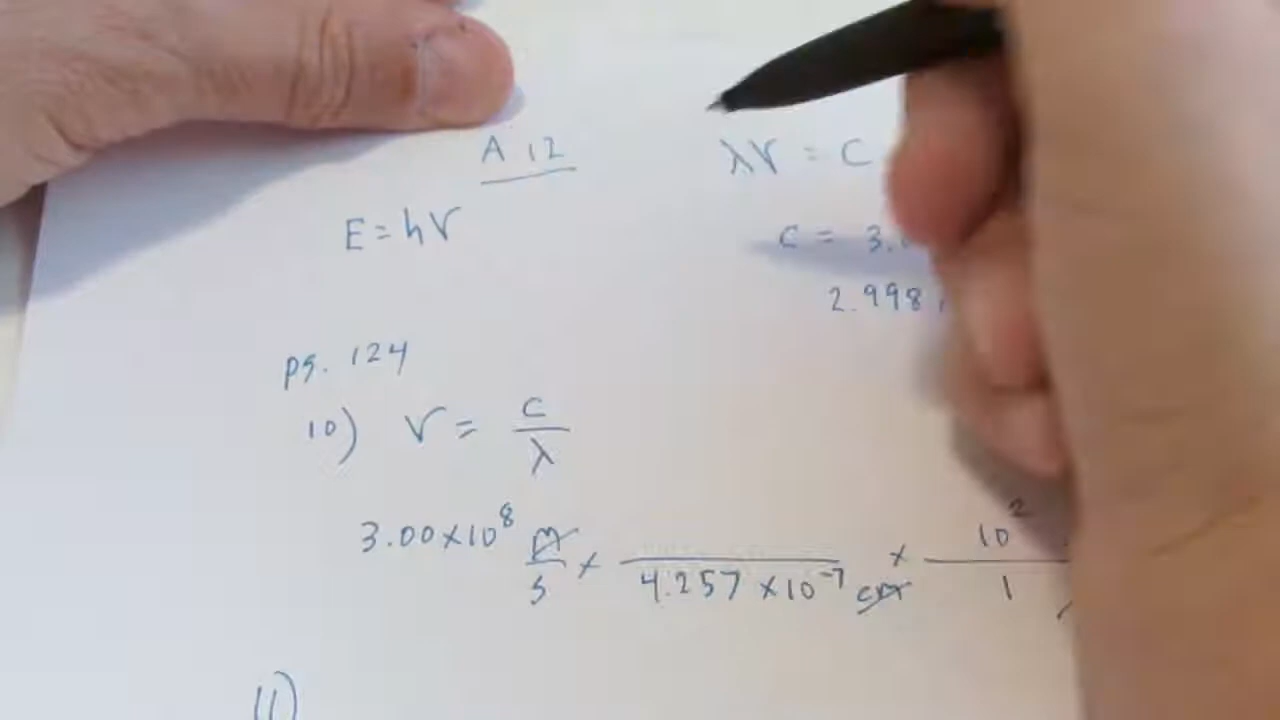 A 12
λν = C
E = hν
C = 3.
2.998
pg. 124
10) ν = C/λ
3.00×10⁸ m/s × /4.257 ×10⁻⁷ cm × 10²/1
11)